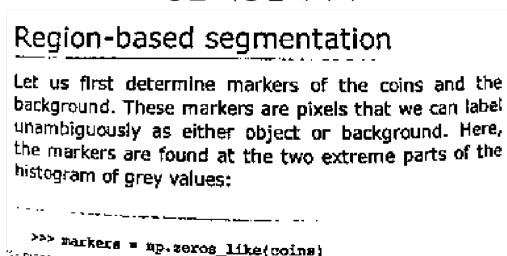 Region-based segmentation
Let us first determine markers of the coins and the
background. These markers are pixels that we can label
unambiguously as either object or background. Here,
the markers are found at the two extreme parts of the
histogram of grey values:
>>> markers = np.zeros_like(coins)